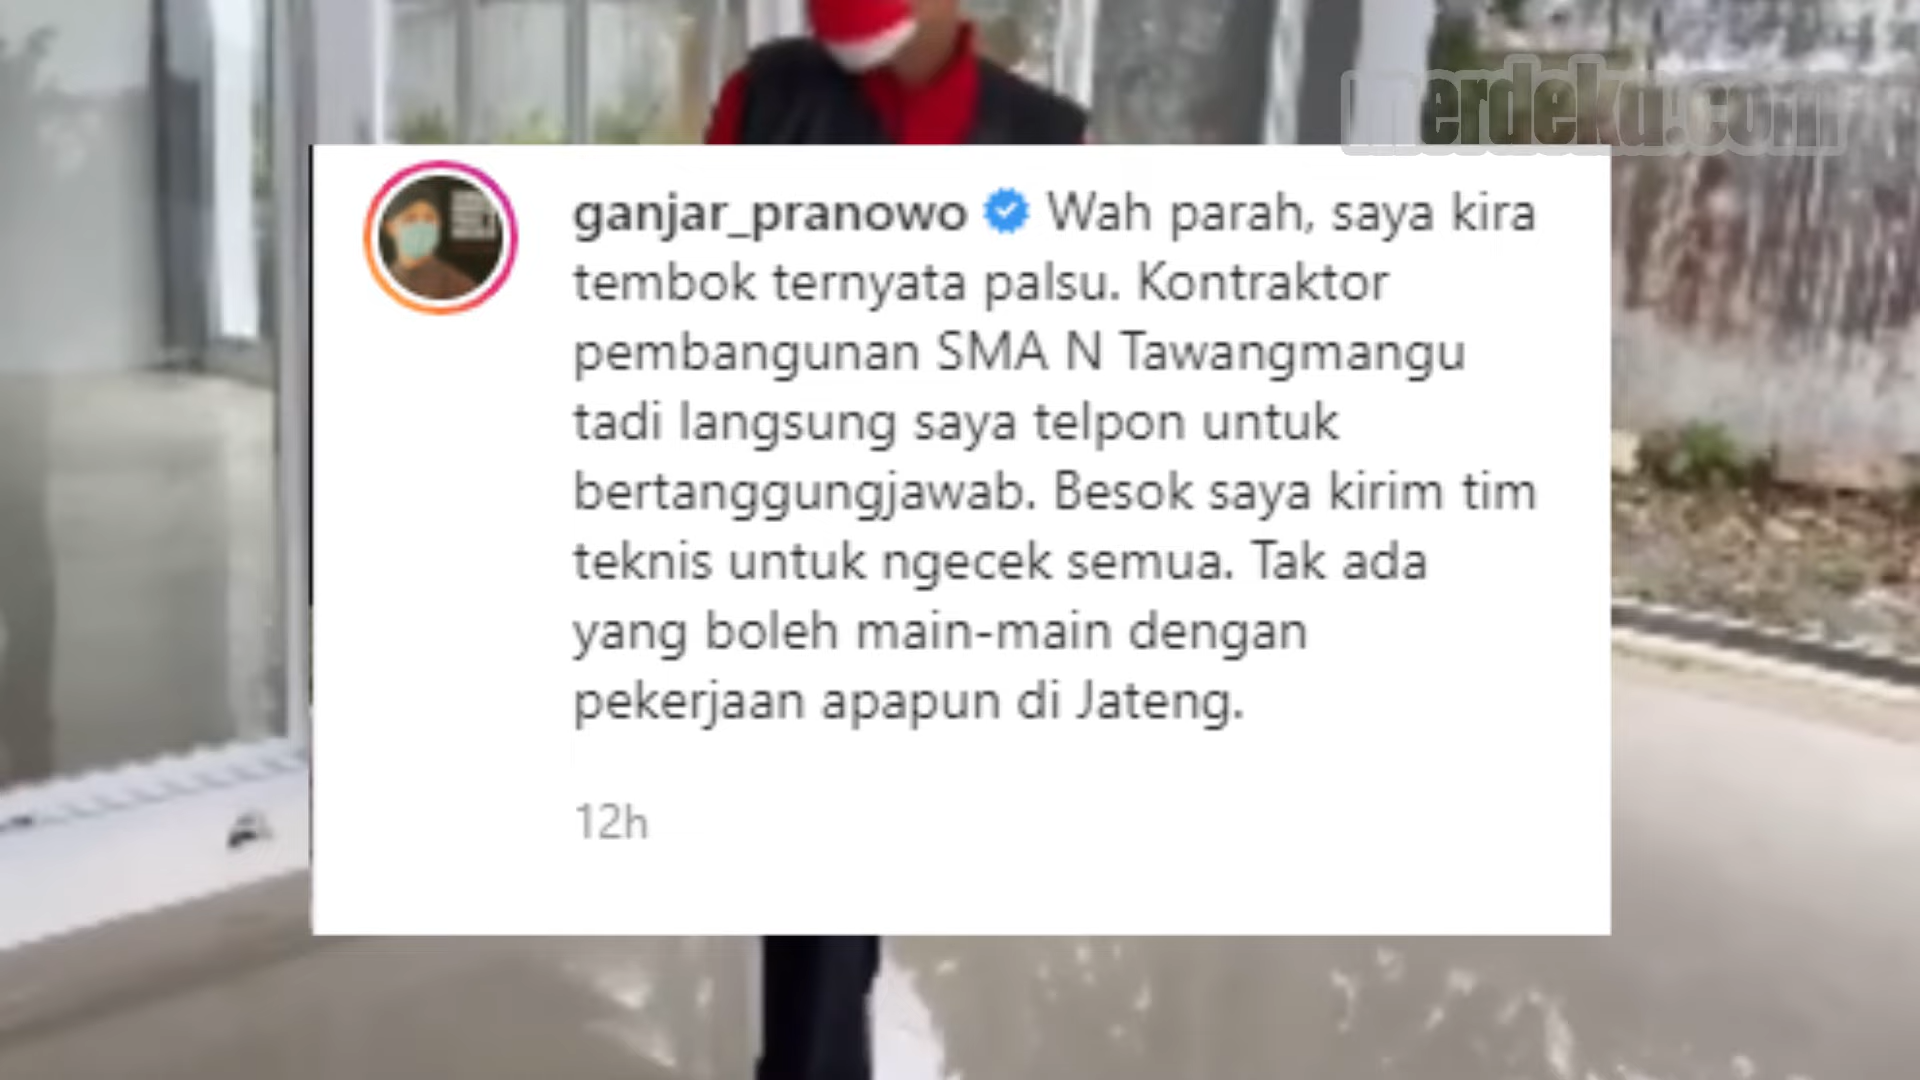 merdeka.com
ganjar_pranowo Wah parah, saya kira
tembok ternyata palsu. Kontraktor
pembangunan SMA N Tawangmangu
tadi langsung saya telpon untuk
bertanggungjawab. Besok saya kirim tim
teknis untuk ngecek semua. Tak ada
yang boleh main-main dengan
pekerjaan apapun di Jateng.
12h